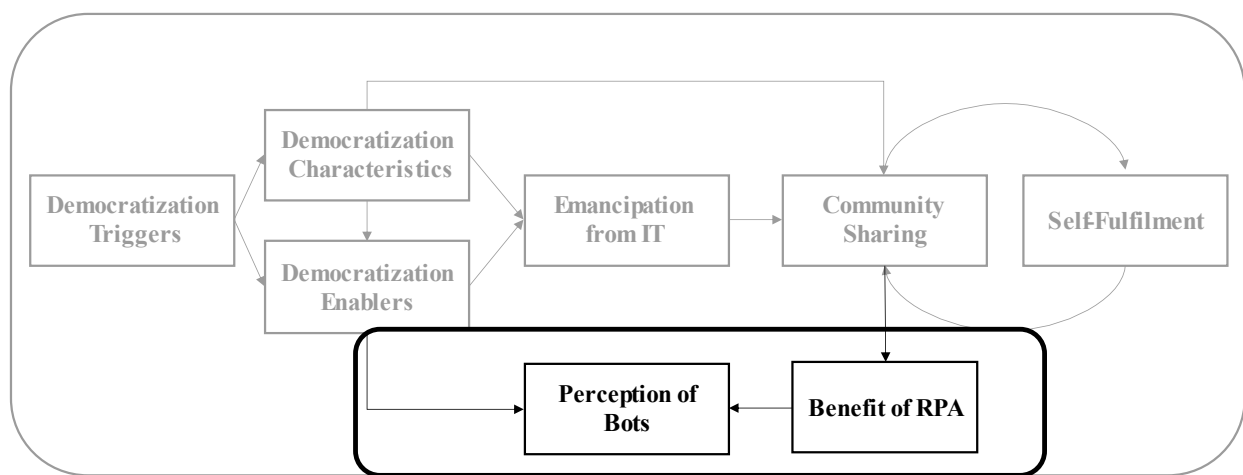 Democratization
Characteristics
Democratization
Triggers
Emancipation
from IT
Community
Sharing
Self-Fulfilment
Democratization
Enablers
Perception of
Bots
Benefit of RPA